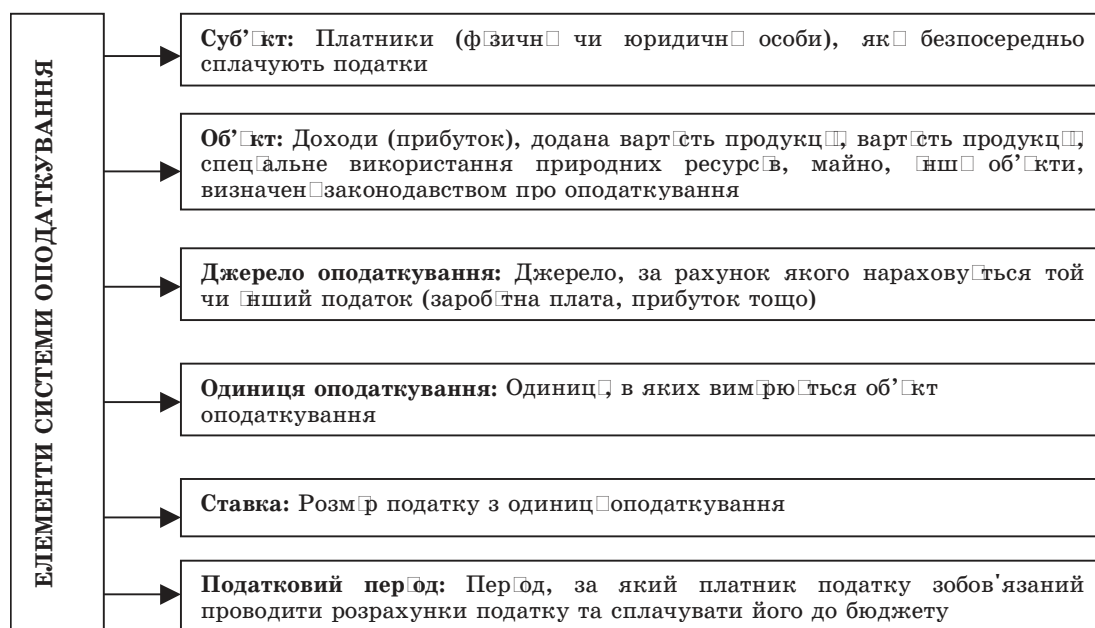 ЕЛЕМЕНТИ СИСТЕМИ ОПОДАТКУВАННЯ
Суб’□кт: Платники (ф□зичн□ чи юридичн□ особи), як□ безпосередньо
сплачують податки
Об’□кт: Доходи (прибуток), додана варт□сть продукц□□, варт□сть продукц□□,
спец□альне використання природних ресурс□в, майно, □нш□ об’□кти,
визначен□ законодавством про оподаткування
Джерело оподаткування: Джерело, за рахунок якого нарахову□ться той
чи □нший податок (зароб□тна плата, прибуток тощо)
Одиниця оподаткування: Одиниц□, в яких вим□рю□ться об’□кт
оподаткування
Ставка: Розм□р податку з одиниц□ оподаткування
Податковий пер□од: Пер□од, за який платник податку зобов'язаний
проводити розрахунки податку та сплачувати його до бюджету